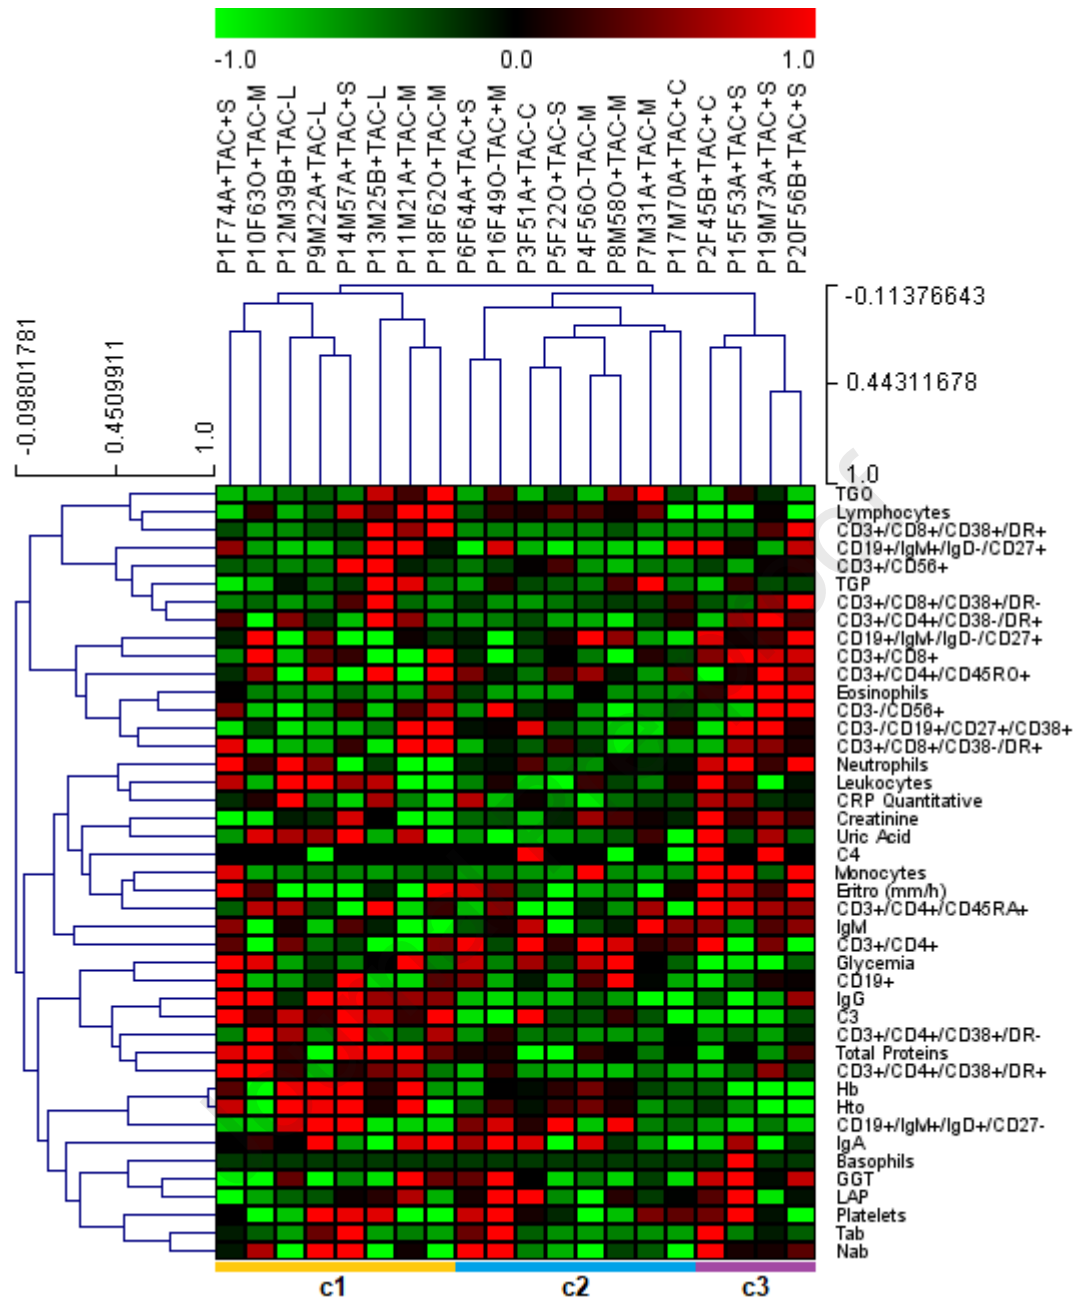 -1.0 0.0 1.0
P1F74A+TAC+S
P10F63O+TAC-M
P12M39B+TAC-L
P9M22A+TAC-L
P14M57A+TAC+S
P13M25B+TAC-L
P11M21A+TAC-M
P18F62O+TAC-M
P6F64A+TAC+S
P16F49O-TAC+M
P3F51A+TAC-C
P5F22O+TAC-S
P4F56O-TAC-M
P8M58O+TAC-M
P7M31A+TAC-M
P17M70A+TAC+C
P2F45B+TAC+C
P15F53A+TAC+S
P19M73A+TAC+S
P20F56B+TAC+S
-0.11376643
0.44311678
1.0
-0.09801781
0.4509911
1.0
TGO
Lymphocytes
CD3+/CD8+/CD38+/DR+
CD19+/IgM+/IgD-/CD27+
CD3+/CD56+
TGP
CD3+/CD8+/CD38+/DR-
CD3+/CD4+/CD38-/DR+
CD19+/IgM-/IgD-/CD27+
CD3+/CD8+
CD3+/CD4+/CD45RO+
Eosinophils
CD3-/CD56+
CD3-/CD19+/CD27+/CD38+
CD3+/CD8+/CD38-/DR+
Neutrophils
Leukocytes
CRP Quantitative
Creatinine
Uric Acid
C4
Monocytes
Eritro (mm/h)
CD3+/CD4+/CD45RA+
IgM
CD3+/CD4+
Glycemia
CD19+
IgG
C3
CD3+/CD4+/CD38+/DR-
Total Proteins
CD3+/CD4+/CD38+/DR+
Hb
Hto
CD19+/IgM+/IgD+/CD27-
IgA
Basophils
GGT
LAP
Platelets
Tab
Nab
c1 c2 c3